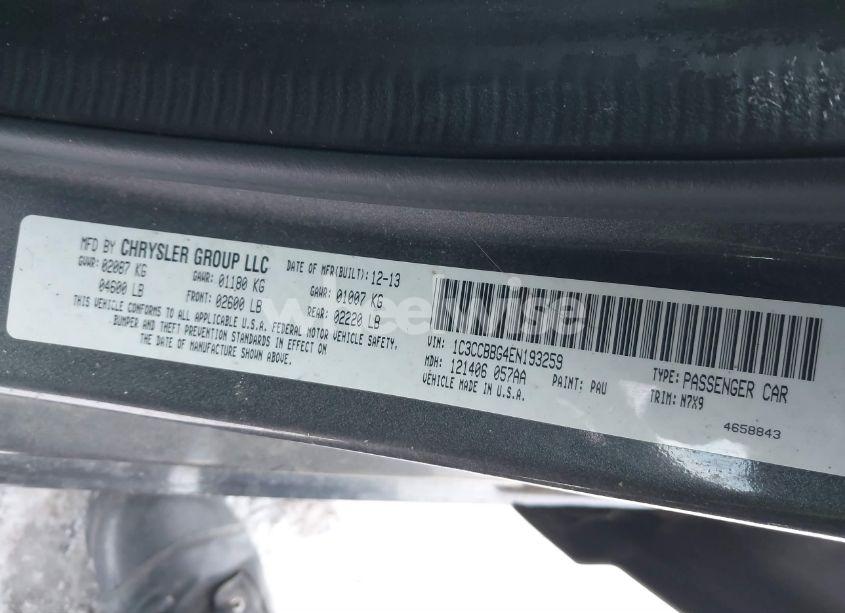 MFD BY CHRYSLER GROUP LLC DATE OF MFR(BUILT): 12-13
GVWR: 02087 KG GAWR: 01180 KG GAWR: 01007 KG
04600 LB FRONT: 02600 LB REAR: 02220 LB
THIS VEHICLE CONFORMS TO ALL APPLICABLE U.S.A. FEDERAL MOTOR VEHICLE SAFETY,
BUMPER AND THEFT PREVENTION STANDARDS IN EFFECT ON
THE DATE OF MANUFACTURE SHOWN ABOVE.
VIN: 1C3CCBBG4EN193259 TYPE: PASSENGER CAR
MDH: 121406 057AA PAINT: PAU TRIM: N7X9
VEHICLE MADE IN U.S.A.
4658843